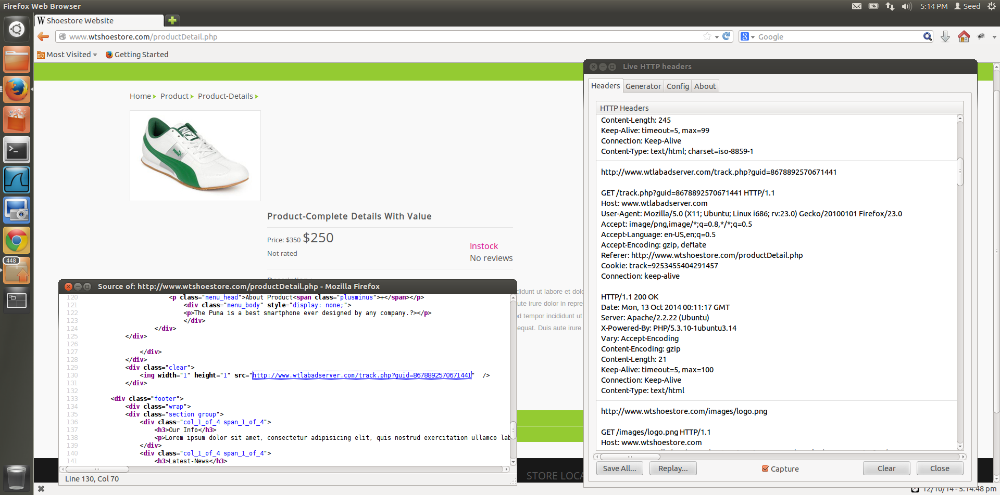 Firefox Web Browser
5:14 PM Seed
W Shoestore Website
www.wtshoestore.com/productDetail.php
8 Google
Most Visited Getting Started
Home Product Product-Details
PUMA
Product-Complete Details With Value
Price: $350 $250
Instock
Not rated
No reviews
448
Source of: http://www.wtshoestore.com/productDetail.php - Mozilla Firefox
120 <p class="menu_head">About Product<span class="plusminus">+</span></p>
121 <div class="menu_body" style="display: none;">
122 <p>The Puma is a best smartphone ever designed by any company.?></p>
123 </div>
124 </div>
125 </div>
126
127 </div>
128 </div>
129 <div class="clear">
130 <img width="1" height="1" src="http://www.wtlabadserver.com/track.php?guid=8678892570671441" />
131 </div>
132
133 <div class="footer">
134 <div class="wrap">
135 <div class="section group">
136 <div class="col_1_of_4 span_1_of_4">
137 <h3>Our Info</h3>
138 <p>Lorem ipsum dolor sit amet, consectetur adipisicing elit, quis nostrud exercitation ullamco lab
139 </div>
140 <div class="col_1_of_4 span_1_of_4">
141 <h3>Latest-News</h3>
Line 130, Col 70
didunt ut labore et dolo
ute irure dolor in repre
d tempor incididunt ut
equat. Duis aute irure
STORE LOCA
Live HTTP headers
Headers Generator Config About
HTTP Headers
Content-Length: 245
Keep-Alive: timeout=5, max=99
Connection: Keep-Alive
Content-Type: text/html; charset=iso-8859-1
http://www.wtlabadserver.com/track.php?guid=8678892570671441
GET /track.php?guid=8678892570671441 HTTP/1.1
Host: www.wtlabadserver.com
User-Agent: Mozilla/5.0 (X11; Ubuntu; Linux i686; rv:23.0) Gecko/20100101 Firefox/23.0
Accept: image/png,image/*;q=0.8,*/*;q=0.5
Accept-Language: en-US,en;q=0.5
Accept-Encoding: gzip, deflate
Referer: http://www.wtshoestore.com/productDetail.php
Cookie: track=9253455404291457
Connection: keep-alive
HTTP/1.1 200 OK
Date: Mon, 13 Oct 2014 00:11:17 GMT
Server: Apache/2.2.22 (Ubuntu)
X-Powered-By: PHP/5.3.10-1ubuntu3.14
Vary: Accept-Encoding
Content-Encoding: gzip
Content-Length: 21
Keep-Alive: timeout=5, max=100
Connection: Keep-Alive
Content-Type: text/html
http://www.wtshoestore.com/images/logo.png
GET /images/logo.png HTTP/1.1
Host: www.wtshoestore.com
Save All... Replay... Capture Clear Close
12/10/14 - 5:14:48 pm